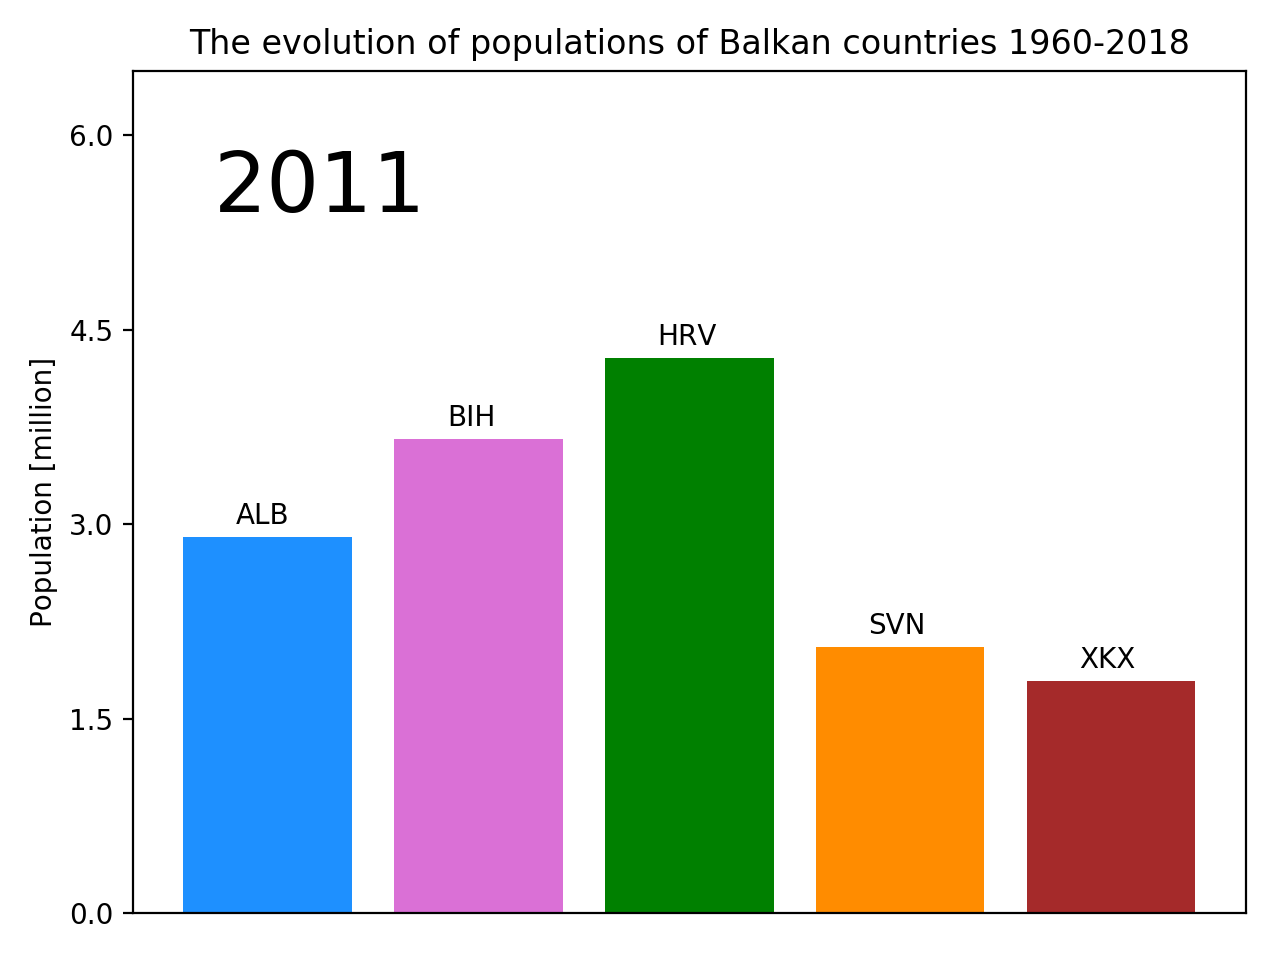 The evolution of populations of Balkan countries 1960-2018
2011
6.0
4.5
3.0
1.5
0.0
Population [million]
ALB
BIH
HRV
SVN
XKX